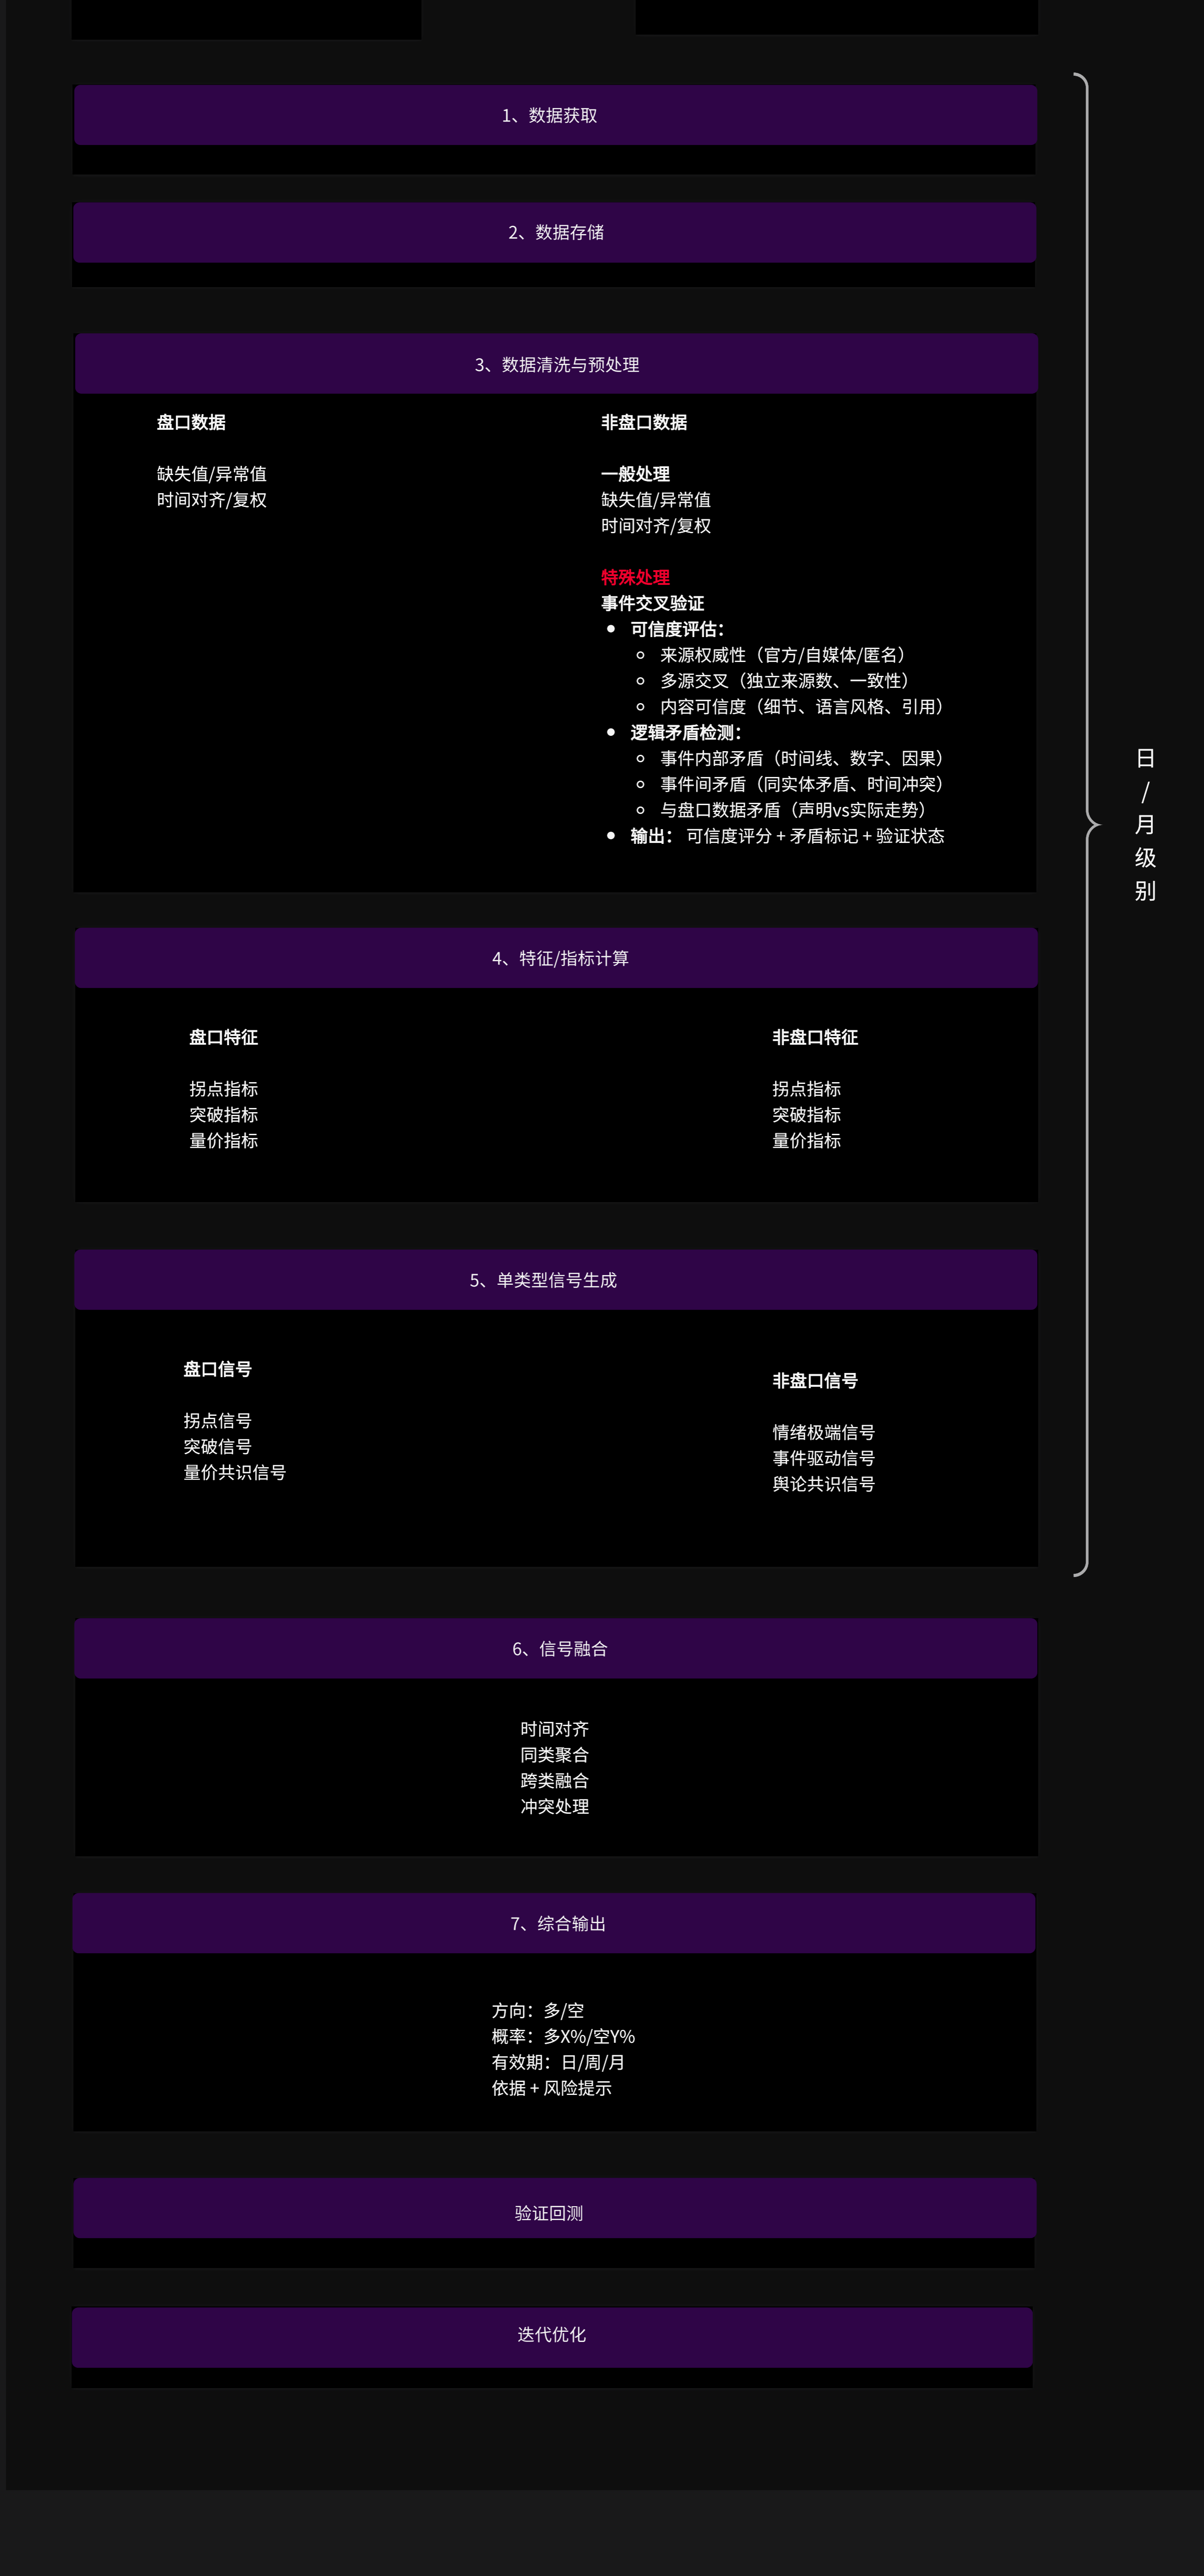 1、数据获取
2、数据存储
3、数据清洗与预处理
盘口数据
缺失值/异常值
时间对齐/复权
非盘口数据
一般处理
缺失值/异常值
时间对齐/复权
特殊处理
事件交叉验证
● 可信度评估：
○ 来源权威性（官方/自媒体/匿名）
○ 多源交叉（独立来源数、一致性）
○ 内容可信度（细节、语言风格、引用）
● 逻辑矛盾检测：
○ 事件内部矛盾（时间线、数字、因果）
○ 事件间矛盾（同实体矛盾、时间冲突）
○ 与盘口数据矛盾（声明vs实际走势）
● 输出： 可信度评分 + 矛盾标记 + 验证状态
4、特征/指标计算
盘口特征
拐点指标
突破指标
量价指标
非盘口特征
拐点指标
突破指标
量价指标
5、单类型信号生成
盘口信号
拐点信号
突破信号
量价共识信号
非盘口信号
情绪极端信号
事件驱动信号
舆论共识信号
日/月级别
6、信号融合
时间对齐
同类聚合
跨类融合
冲突处理
7、综合输出
方向：多/空
概率：多X%/空Y%
有效期：日/周/月
依据 + 风险提示
验证回测
迭代优化